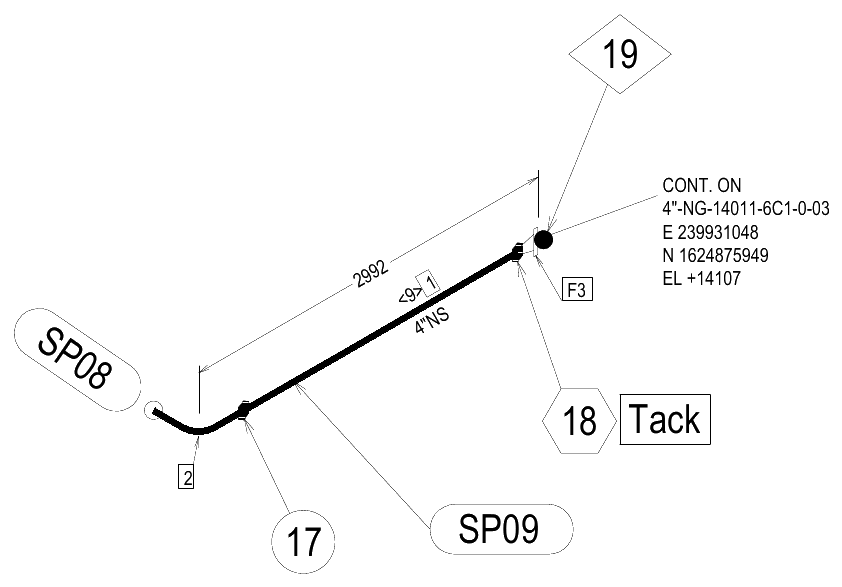 19
CONT. ON
4"-NG-14011-6C1-0-03
E 239931048
N 1624875949
EL +14107
2992
<9> 1
4"NS
F3
SP08
18
Tack
2
17
SP09